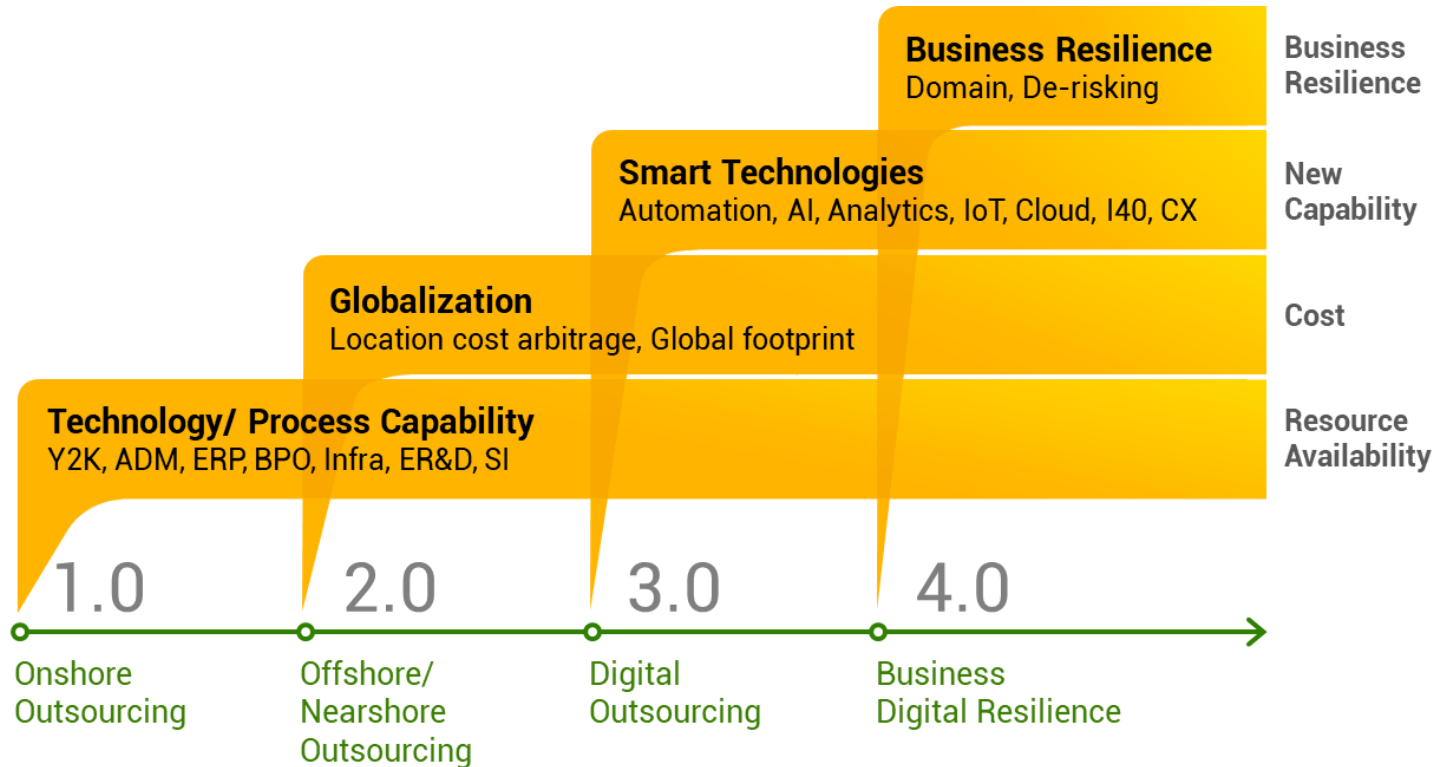 Business Resilience
Domain, De-risking
Business
Resilience
Smart Technologies
Automation, AI, Analytics, IoT, Cloud, I40, CX
New
Capability
Globalization
Location cost arbitrage, Global footprint
Cost
Technology/ Process Capability
Y2K, ADM, ERP, BPO, Infra, ER&D, SI
Resource
Availability
1.0
2.0
3.0
4.0
Onshore
Outsourcing
Offshore/
Nearshore
Outsourcing
Digital
Outsourcing
Business
Digital Resilience